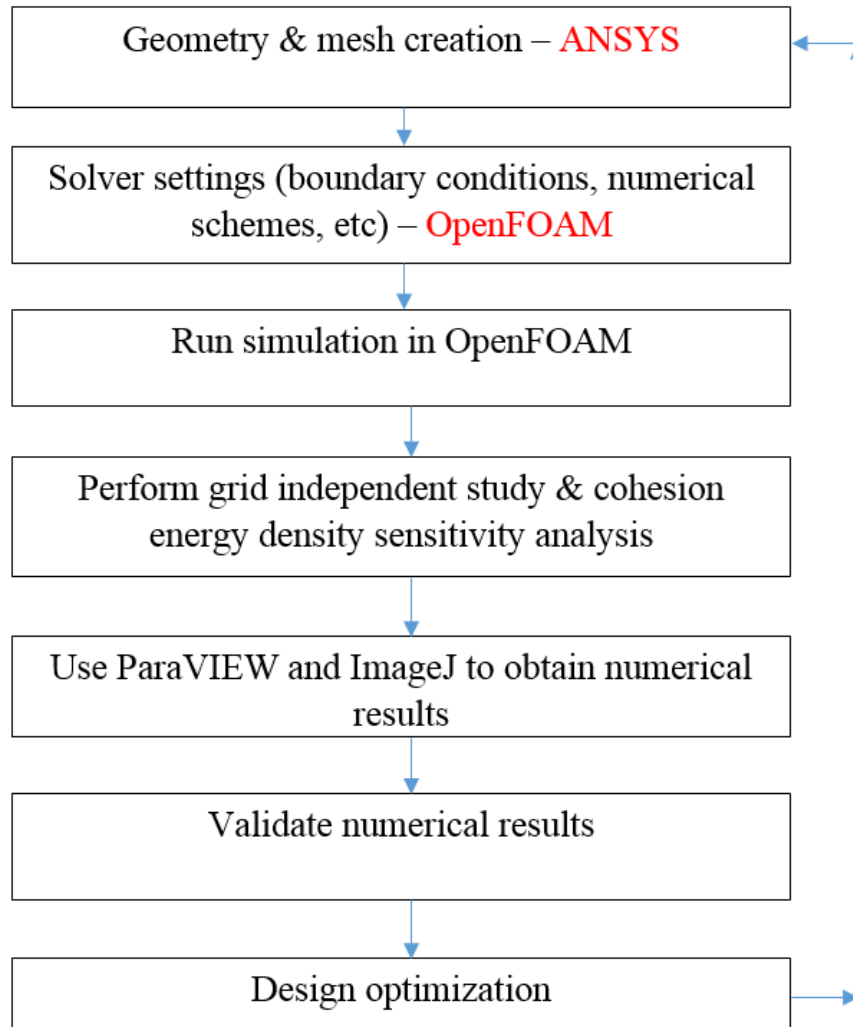 Geometry & mesh creation – ANSYS
Solver settings (boundary conditions, numerical
schemes, etc) – OpenFOAM
Run simulation in OpenFOAM
Perform grid independent study & cohesion
energy density sensitivity analysis
Use ParaVIEW and ImageJ to obtain numerical
results
Validate numerical results
Design optimization